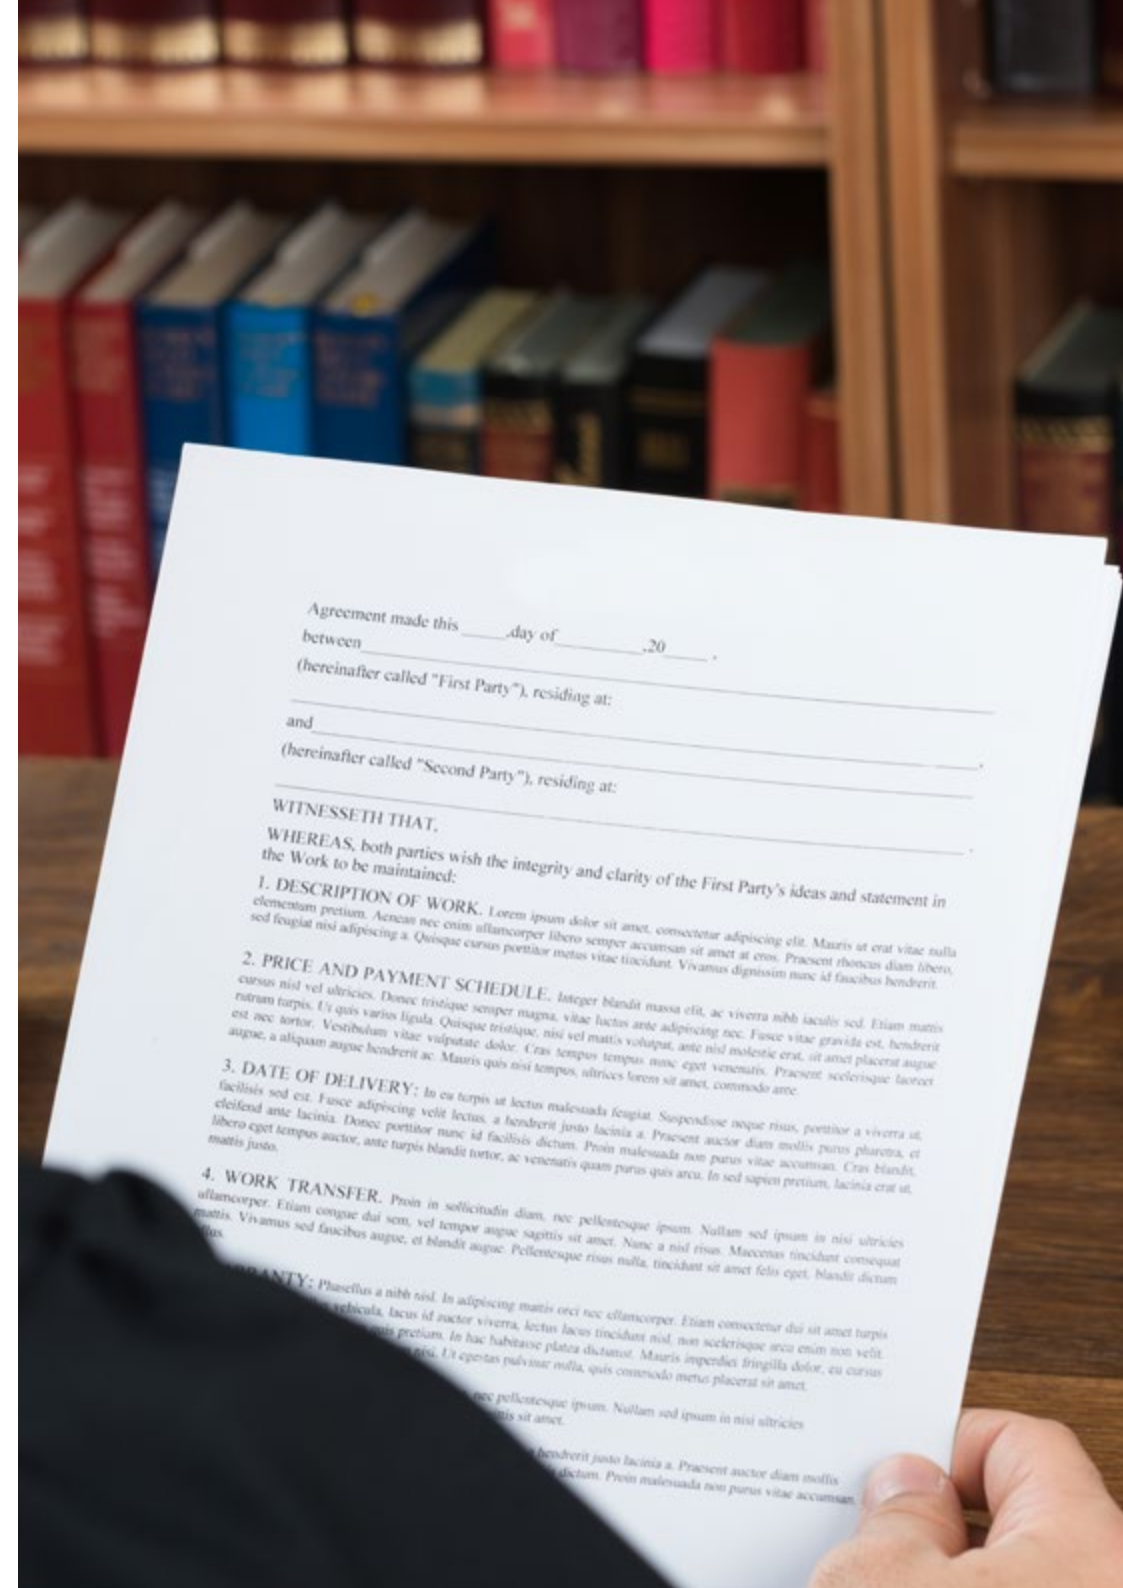 Agreement made this _____,day of__________,20_____ .
between
(hereinafter called "First Party"), residing at:
and
(hereinafter called "Second Party"), residing at:
WITNESSETH THAT,
WHEREAS, both parties wish the integrity and clarity of the First Party's ideas and statement in
the Work to be maintained:
1. DESCRIPTION OF WORK. Lorem ipsum dolor sit amet, consectetur adipiscing elit. Mauris ut erat vitae nulla
elementum pretium. Aenean nec enim ullamcorper libero semper accumsan sit amet at eros. Praesent rhoncus diam libero,
sed feugiat nisi adipiscing a. Quisque cursus porttitor metus vitae tincidunt. Vivamus dignissim nunc id faucibus hendrerit.
2. PRICE AND PAYMENT SCHEDULE. Integer blandit massa elit, ac viverra nibh iaculis sed. Etiam mattis
cursus nisl vel ultricies. Donec tristique semper magna, vitae luctus ante adipiscing nec. Fusce vitae gravida est, hendrerit
rutrum turpis. Ut quis varius ligula. Quisque tristique, nisi vel mattis volutpat, ante nisl molestie erat, sit amet placerat augue
est nec tortor. Vestibulum vitae vulputate dolor. Cras tempus tempus nunc eget venenatis. Praesent scelerisque laoreet
augue, a aliquam augue hendrerit ac. Mauris quis nisi tempus, ultrices lorem sit amet, commodo ante.
3. DATE OF DELIVERY: In eu turpis ut lectus malesuada feugiat. Suspendisse neque risus, porttitor a viverra ut,
facilisis sed est. Fusce adipiscing velit lectus, a hendrerit justo lacinia a. Praesent auctor diam mollis purus pharetra, et
eleifend ante lacinia. Donec porttitor nunc id facilisis dictum. Proin malesuada non purus vitae accumsan. Cras blandit,
libero eget tempus auctor, ante turpis blandit tortor, ac venenatis quam purus quis arcu. In sed sapien pretium, lacinia erat ut,
mattis justo.
4. WORK TRANSFER. Proin in sollicitudin diam, nec pellentesque ipsum. Nullam sed ipsum in nisi ultricies
ullamcorper. Etiam congue dui sem, vel tempor augue sagittis sit amet. Nunc a nisl risus. Maecenas tincidunt consequat
mattis. Vivamus sed faucibus augue, et blandit augue. Pellentesque risus nulla, tincidunt sit amet felis eget, blandit dictum
Phasellus a nibh nisl. In adipiscing mattis orci nec ullamcorper. Etiam consectetur dui sit amet turpis
vehicula, lacus id auctor viverra, lectus lacus tincidunt nisl, non scelerisque arcu enim non velit.
pretium. In hac habitasse platea dictumst. Mauris imperdiet fringilla dolor, eu cursus
nisi. Ut egestas pulvinar nulla, quis commodo metus placerat sit amet.
nec pellentesque ipsum. Nullam sed ipsum in nisi ultricies
sit amet.
hendrerit justo lacinia a. Praesent auctor diam mollis
dictum. Proin malesuada non purus vitae accumsan.